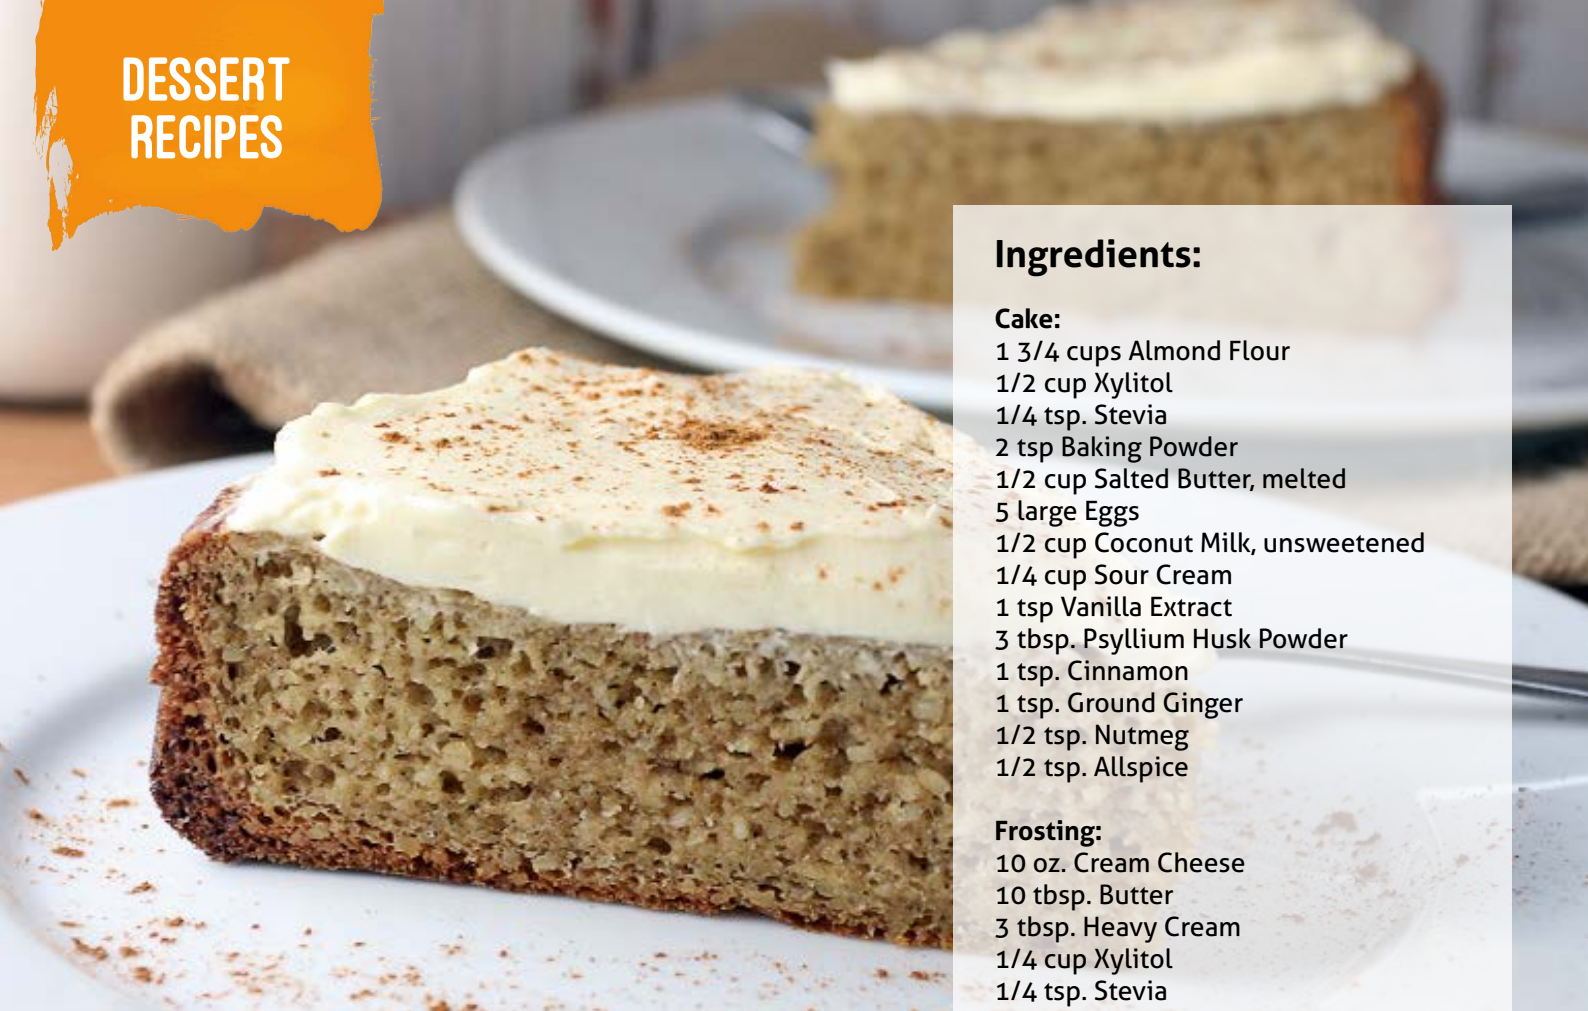 DESSERT
RECIPES
Ingredients:
Cake:
1 3/4 cups Almond Flour
1/2 cup Xylitol
1/4 tsp. Stevia
2 tsp Baking Powder
1/2 cup Salted Butter, melted
5 large Eggs
1/2 cup Coconut Milk, unsweetened
1/4 cup Sour Cream
1 tsp Vanilla Extract
3 tbsp. Psyllium Husk Powder
1 tsp. Cinnamon
1 tsp. Ground Ginger
1/2 tsp. Nutmeg
1/2 tsp. Allspice
Frosting:
10 oz. Cream Cheese
10 tbsp. Butter
3 tbsp. Heavy Cream
1/4 cup Xylitol
1/4 tsp. Stevia